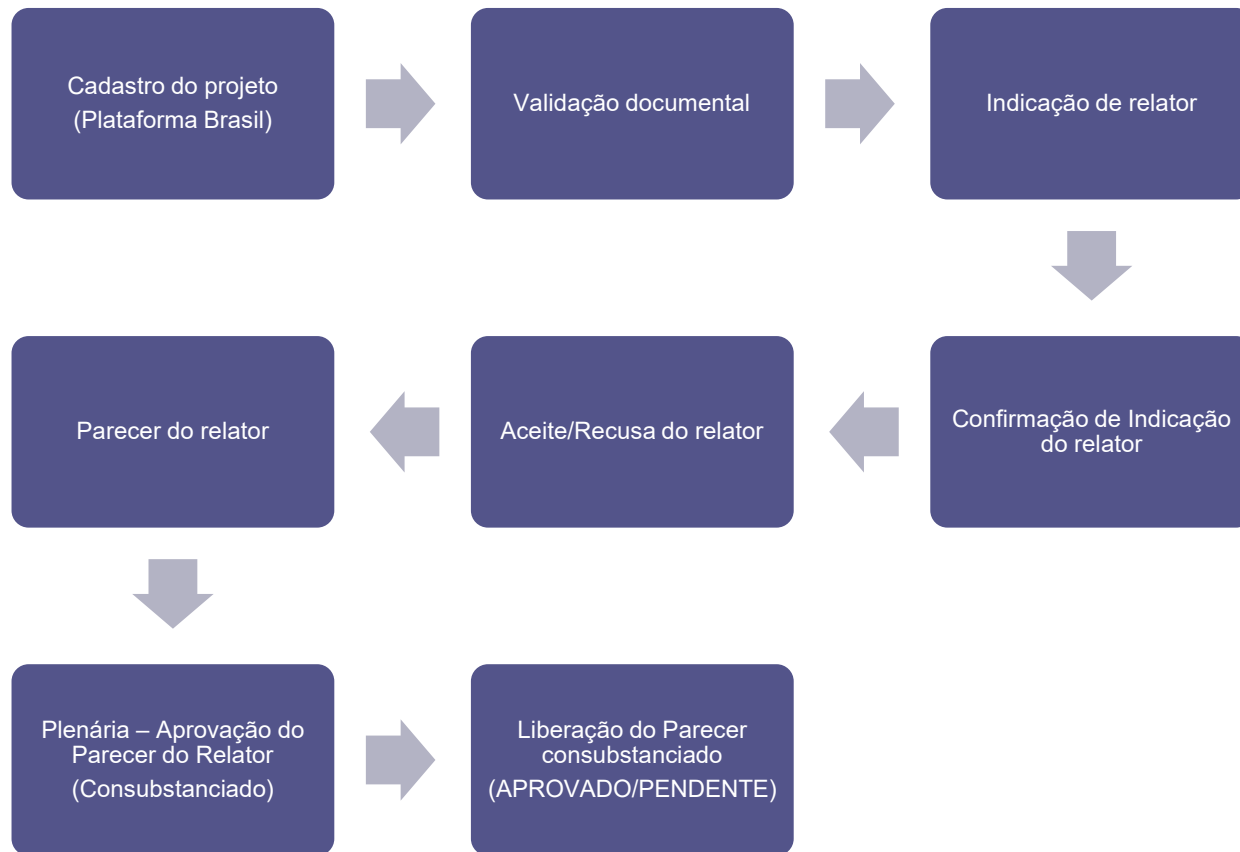 Cadastro do projeto
(Plataforma Brasil)
Validação documental
Indicação de relator
Confirmação de Indicação
do relator
Aceite/Recusa do relator
Parecer do relator
Plenária – Aprovação do
Parecer do Relator
(Consubstanciado)
Liberação do Parecer
consubstanciado
(APROVADO/PENDENTE)